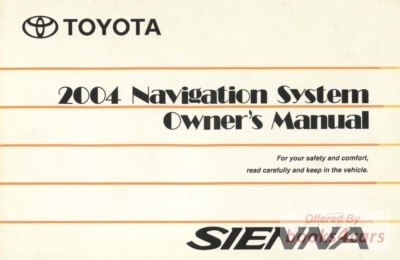 TOYOTA
2004 Navigation System
Owner's Manual
For your safety and comfort,
read carefully and keep in the vehicle.
Offered By
books4cars
SIENNA